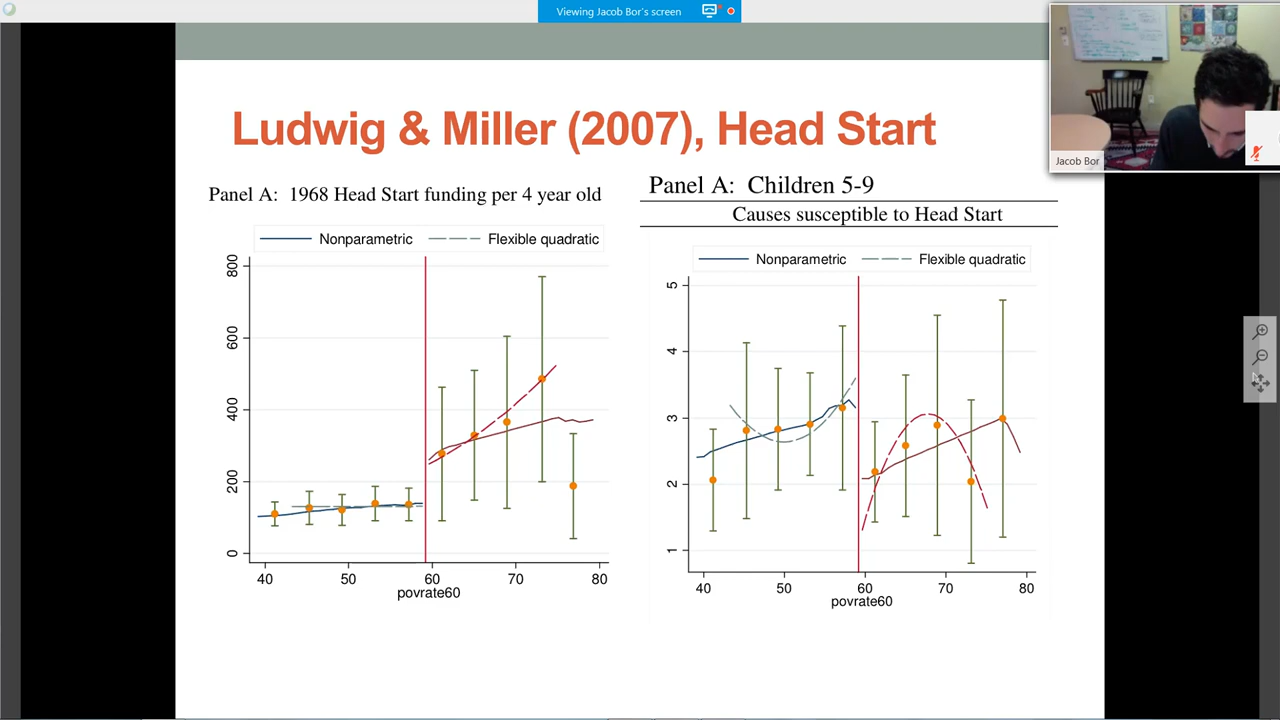 Viewing Jacob Bor's screen
Jacob Bor
Ludwig & Miller (2007), Head Start
Panel A: 1968 Head Start funding per 4 year old
Nonparametric
Flexible quadratic
800
600
400
200
0
40
50
60
70
80
povrate60
Panel A: Children 5-9
Causes susceptible to Head Start
Nonparametric
Flexible quadratic
5
4
3
2
1
40
50
60
70
80
povrate60